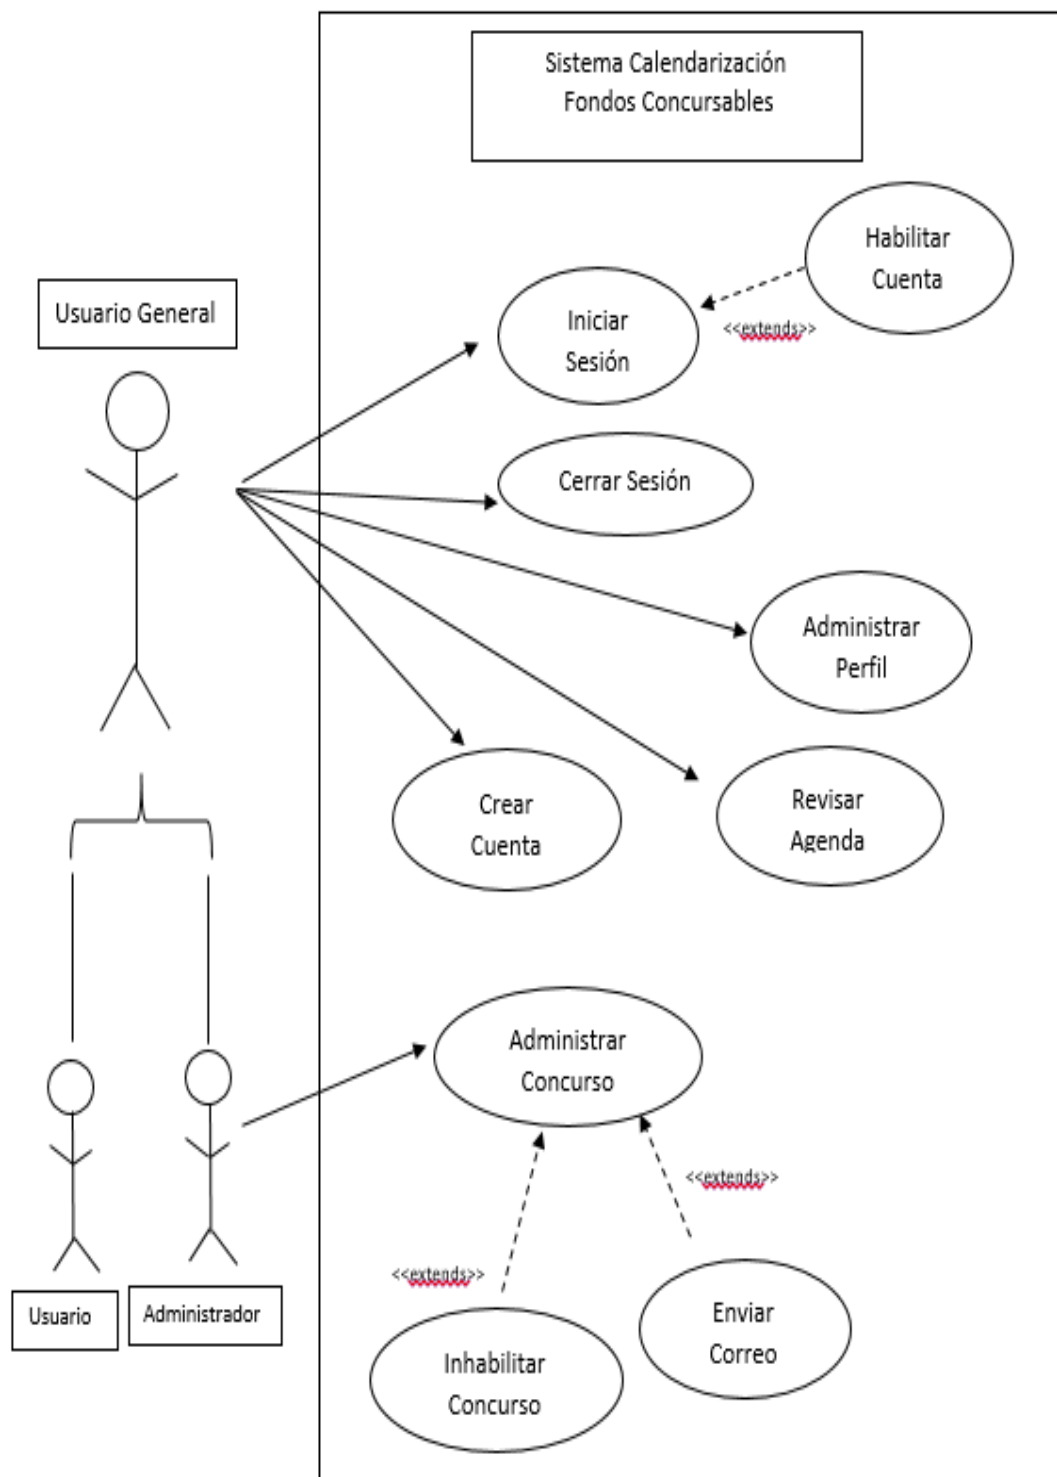 Sistema Calendarización
Fondos Concursables
Habilitar
Cuenta
Usuario General
Iniciar
Sesión
<<extends>>
Cerrar Sesión
Administrar
Perfil
Crear
Cuenta
Revisar
Agenda
Administrar
Concurso
<<extends>>
<<extends>>
Usuario
Administrador
Enviar
Correo
Inhabilitar
Concurso